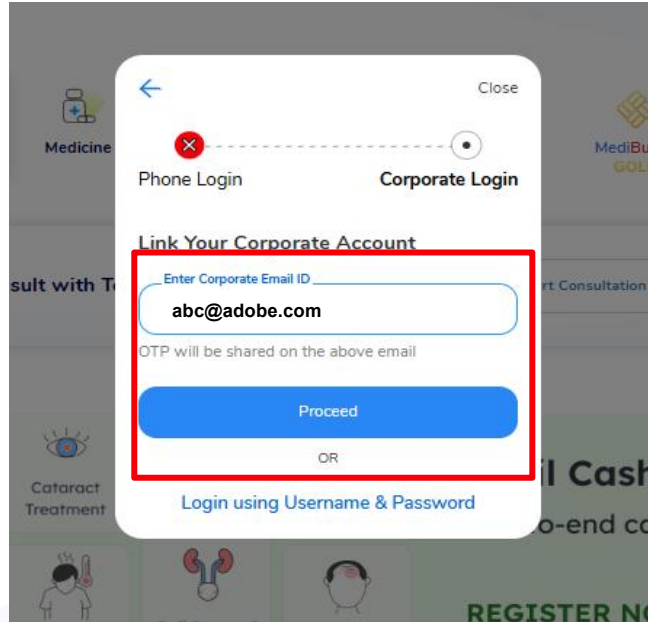 Close
Medicine
MediBu
GOL
Phone Login
Corporate Login
Link Your Corporate Account
Enter Corporate Email ID
sult with T
rt Consultation
abc@adobe.com
OTP will be shared on the above email
Proceed
OR
il Cash
Cataract
Treatment
Login using Username & Password
o-end co
REGISTER NO